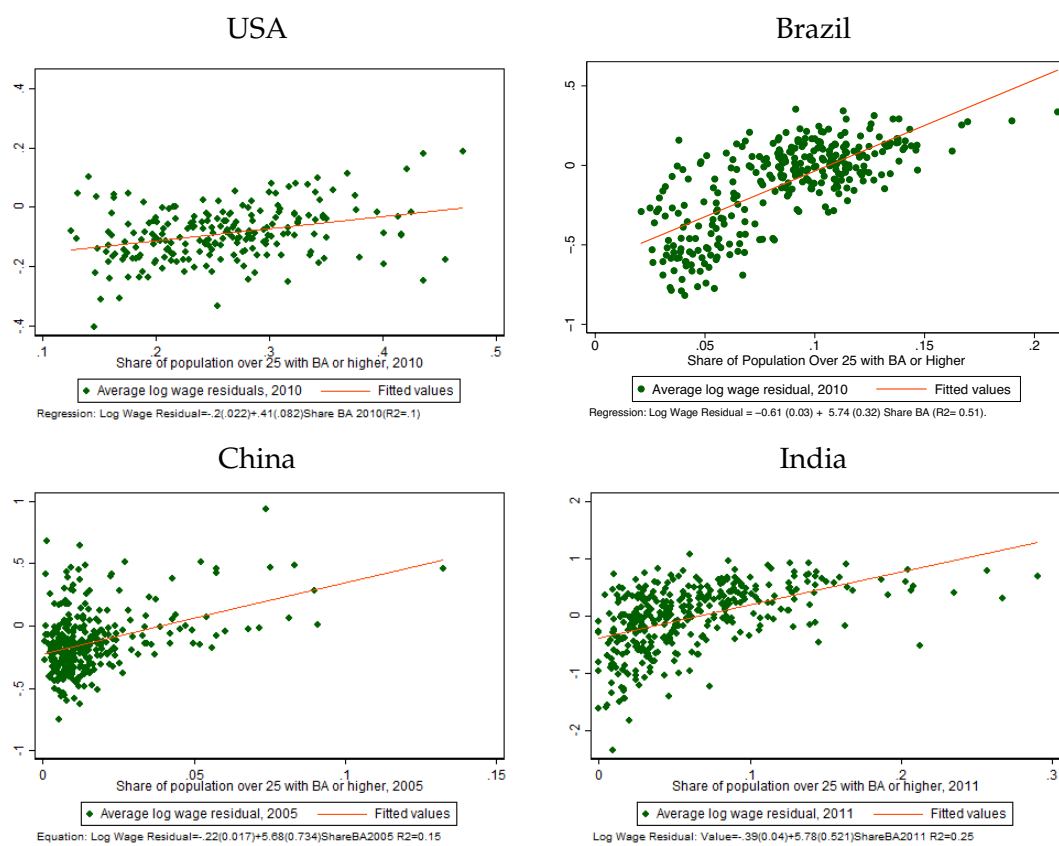 USA
.4
.2
0
-.2
-.4
.1
.2
.3
.4
.5
Share of population over 25 with BA or higher, 2010
Average log wage residuals, 2010
Fitted values
Regression: Log Wage Residual=-.2(.022)+.41(.082)Share BA 2010(R2=.1)
Brazil
.5
0
−.5
−1
0
.05
.1
.15
.2
Share of Population Over 25 with BA or Higher
Average log wage residual, 2010
Fitted values
Regression: Log Wage Residual = −0.61 (0.03) + 5.74 (0.32) Share BA (R2= 0.51).
China
1
.5
0
-.5
-1
0
.05
.1
.15
Share of population over 25 with BA or higher, 2005
Average log wage residual, 2005
Fitted values
Equation: Log Wage Residual=-.22(0.017)+5.68(0.734)ShareBA2005 R2=0.15
India
2
1
0
-1
-2
0
.1
.2
.3
Share of population over 25 with BA or higher, 2011
Average log wage residual, 2011
Fitted values
Log Wage Residual: Value=-.39(0.04)+5.78(0.521)ShareBA2011 R2=0.25